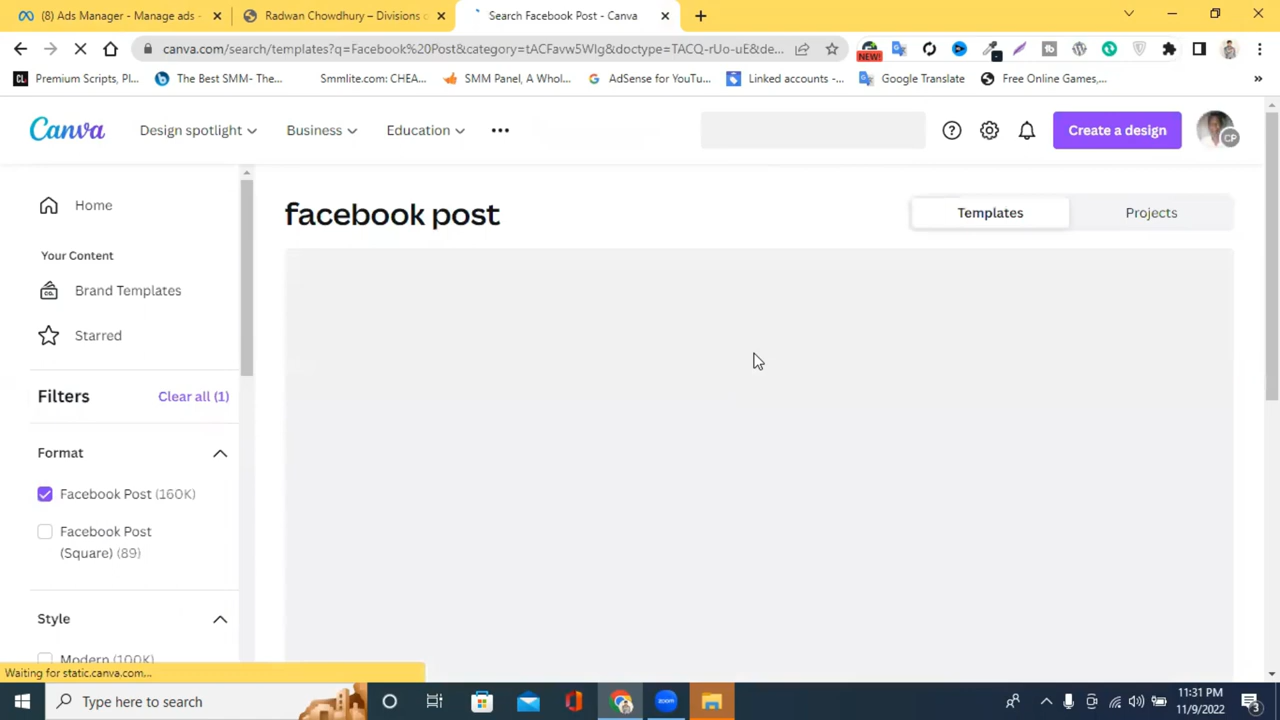 (8) Ads Manager - Manage ads -
Radwan Chowdhury – Divisions o
Search Facebook Post - Canva
canva.com/search/templates?q=Facebook%20Post&category=tACFavw5WIg&doctype=TACQ-rUo-uE&de...
NEW!
Premium Scripts, Pl...
The Best SMM- The...
Smmlite.com: CHEA...
SMM Panel, A Whol...
AdSense for YouTu...
Linked accounts -...
Google Translate
Free Online Games,...
»
Canva
Design spotlight
Business
Education
Create a design
CP
Home
facebook post
Templates
Projects
Your Content
CO.
Brand Templates
Starred
Filters
Clear all (1)
Format
Facebook Post (160K)
Facebook Post
(Square) (89)
Style
Modern (100K)
Waiting for static.canva.com...
Type here to search
zoom
11:31 PM
11/9/2022
3